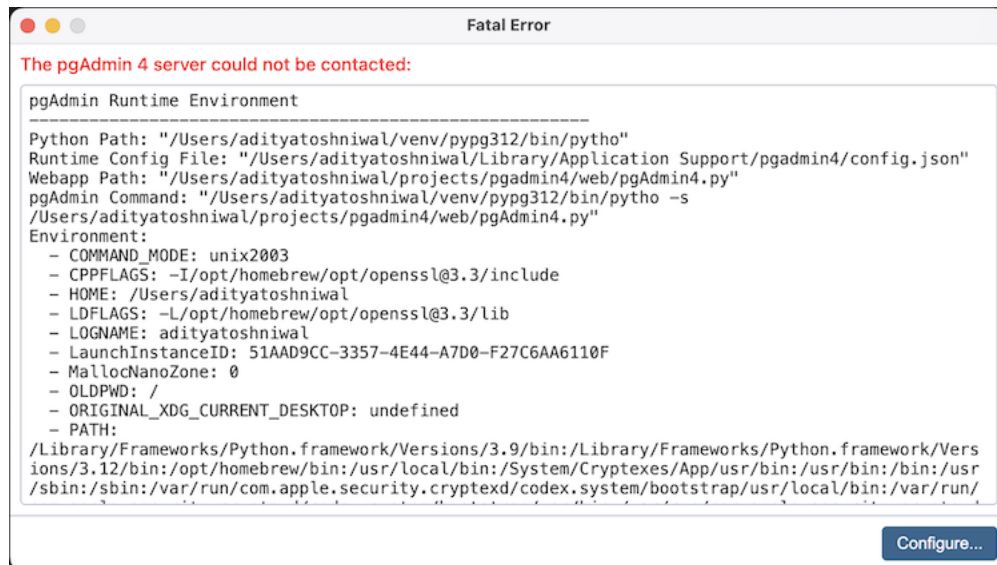 Fatal Error
The pgAdmin 4 server could not be contacted:
pgAdmin Runtime Environment
--------------------------------------------------------
Python Path: "/Users/adityatoshniwal/venv/pypg312/bin/pytho"
Runtime Config File: "/Users/adityatoshniwal/Library/Application Support/pgadmin4/config.json"
Webapp Path: "/Users/adityatoshniwal/projects/pgadmin4/web/pgAdmin4.py"
pgAdmin Command: "/Users/adityatoshniwal/venv/pypg312/bin/pytho -s
/Users/adityatoshniwal/projects/pgadmin4/web/pgAdmin4.py"
Environment:
- COMMAND_MODE: unix2003
- CPPFLAGS: -I/opt/homebrew/opt/openssl@3.3/include
- HOME: /Users/adityatoshniwal
- LDFLAGS: -L/opt/homebrew/opt/openssl@3.3/lib
- LOGNAME: adityatoshniwal
- LaunchInstanceID: 51AAD9CC-3357-4E44-A7D0-F27C6AA6110F
- MallocNanoZone: 0
- OLDPWD: /
- ORIGINAL_XDG_CURRENT_DESKTOP: undefined
- PATH:
/Library/Frameworks/Python.framework/Versions/3.9/bin:/Library/Frameworks/Python.framework/Vers
ions/3.12/bin:/opt/homebrew/bin:/usr/local/bin:/System/Cryptexes/App/usr/bin:/usr/bin:/bin:/usr
/sbin:/sbin:/var/run/com.apple.security.cryptexd/codex.system/bootstrap/usr/local/bin:/var/run/
Configure...